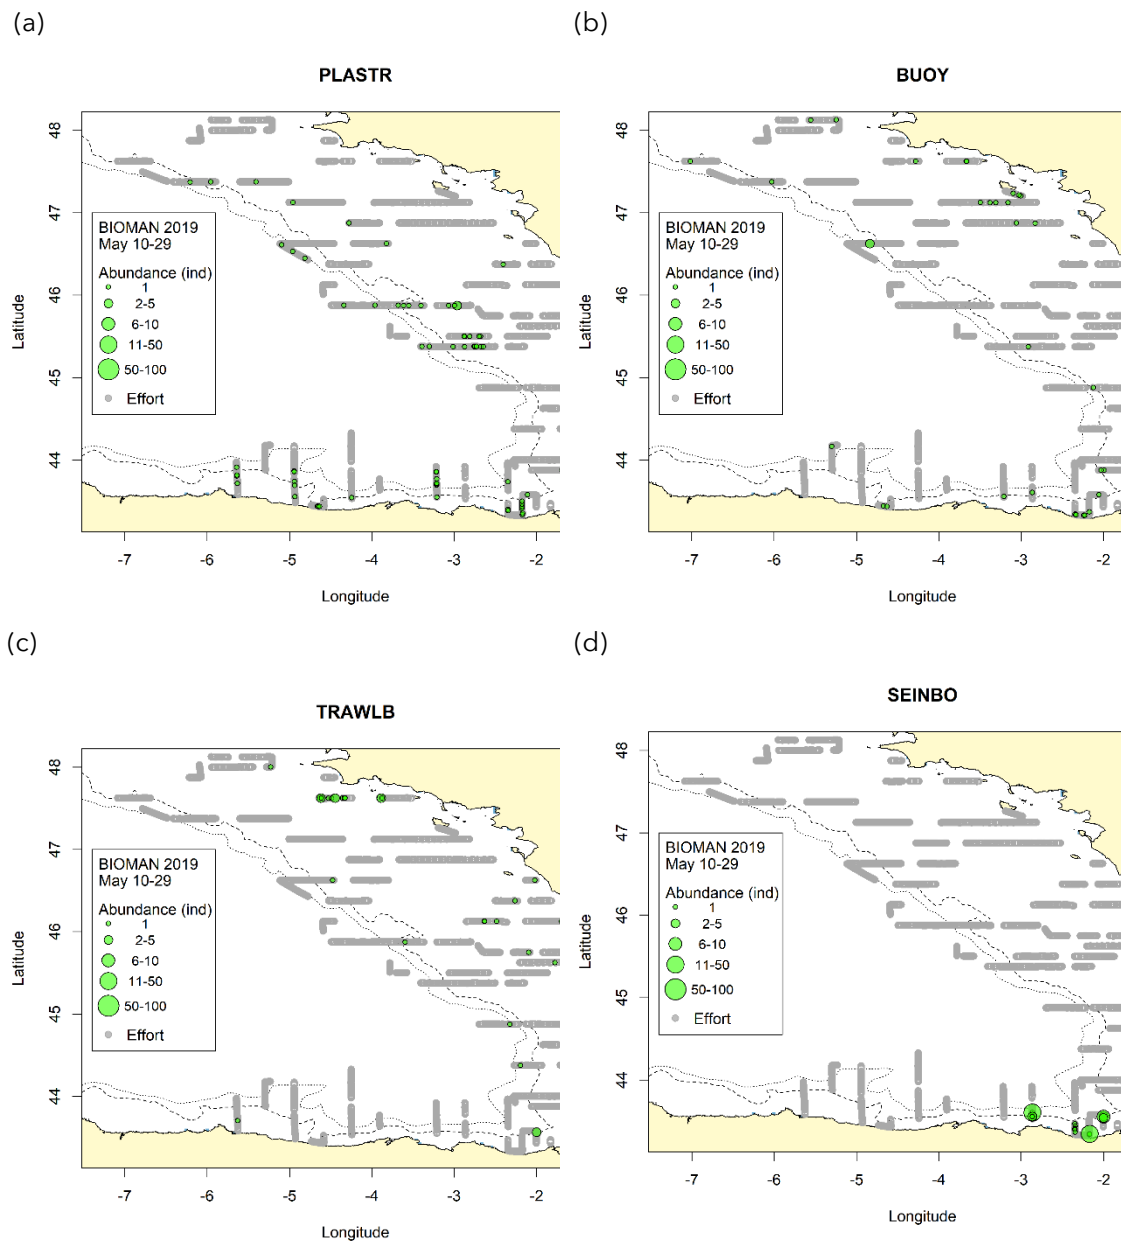 (a)
PLASTR
48
47
46
45
44
Latitude
BIOMAN 2019
May 10-29
Abundance (ind)
1
2-5
6-10
11-50
50-100
Effort
-7 -6 -5 -4 -3 -2
Longitude
(b)
BUOY
48
47
46
45
44
Latitude
BIOMAN 2019
May 10-29
Abundance (ind)
1
2-5
6-10
11-50
50-100
Effort
-7 -6 -5 -4 -3 -2
Longitude
(c)
TRAWLB
48
47
46
45
44
Latitude
BIOMAN 2019
May 10-29
Abundance (ind)
1
2-5
6-10
11-50
50-100
Effort
-7 -6 -5 -4 -3 -2
Longitude
(d)
SEINBO
48
47
46
45
44
Latitude
BIOMAN 2019
May 10-29
Abundance (ind)
1
2-5
6-10
11-50
50-100
Effort
-7 -6 -5 -4 -3 -2
Longitude